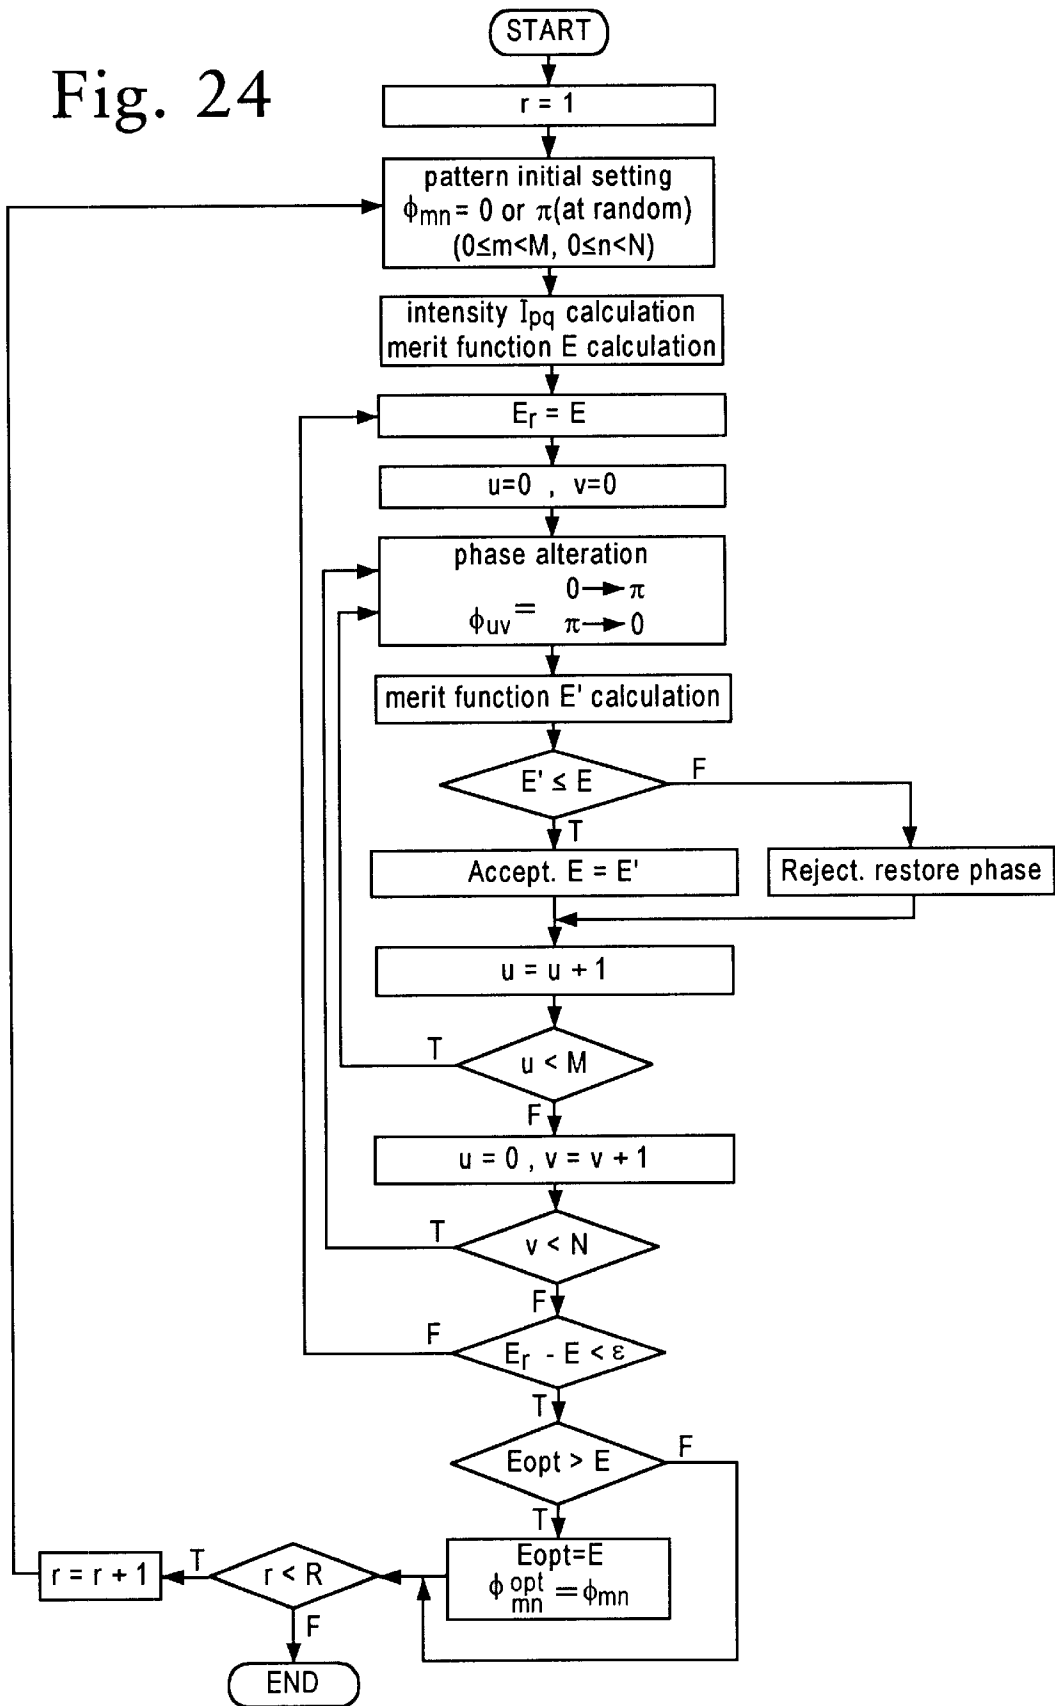 Fig. 24
START
r = 1
pattern initial setting
ϕmn = 0 or π(at random)
(0≤m<M, 0≤n<N)
intensity Ipq calculation
merit function E calculation
Er = E
u=0 , v=0
phase alteration
0→π
ϕuv =
π→0
merit function E' calculation
E' ≤ E
F
T
Accept. E = E'
Reject. restore phase
u = u + 1
T
u < M
F
u = 0 , v = v + 1
T
v < N
F
F
Er - E < ε
T
Eopt > E
F
T
Eopt=E
ϕmn^opt = ϕmn
r < R
T
r = r + 1
F
END